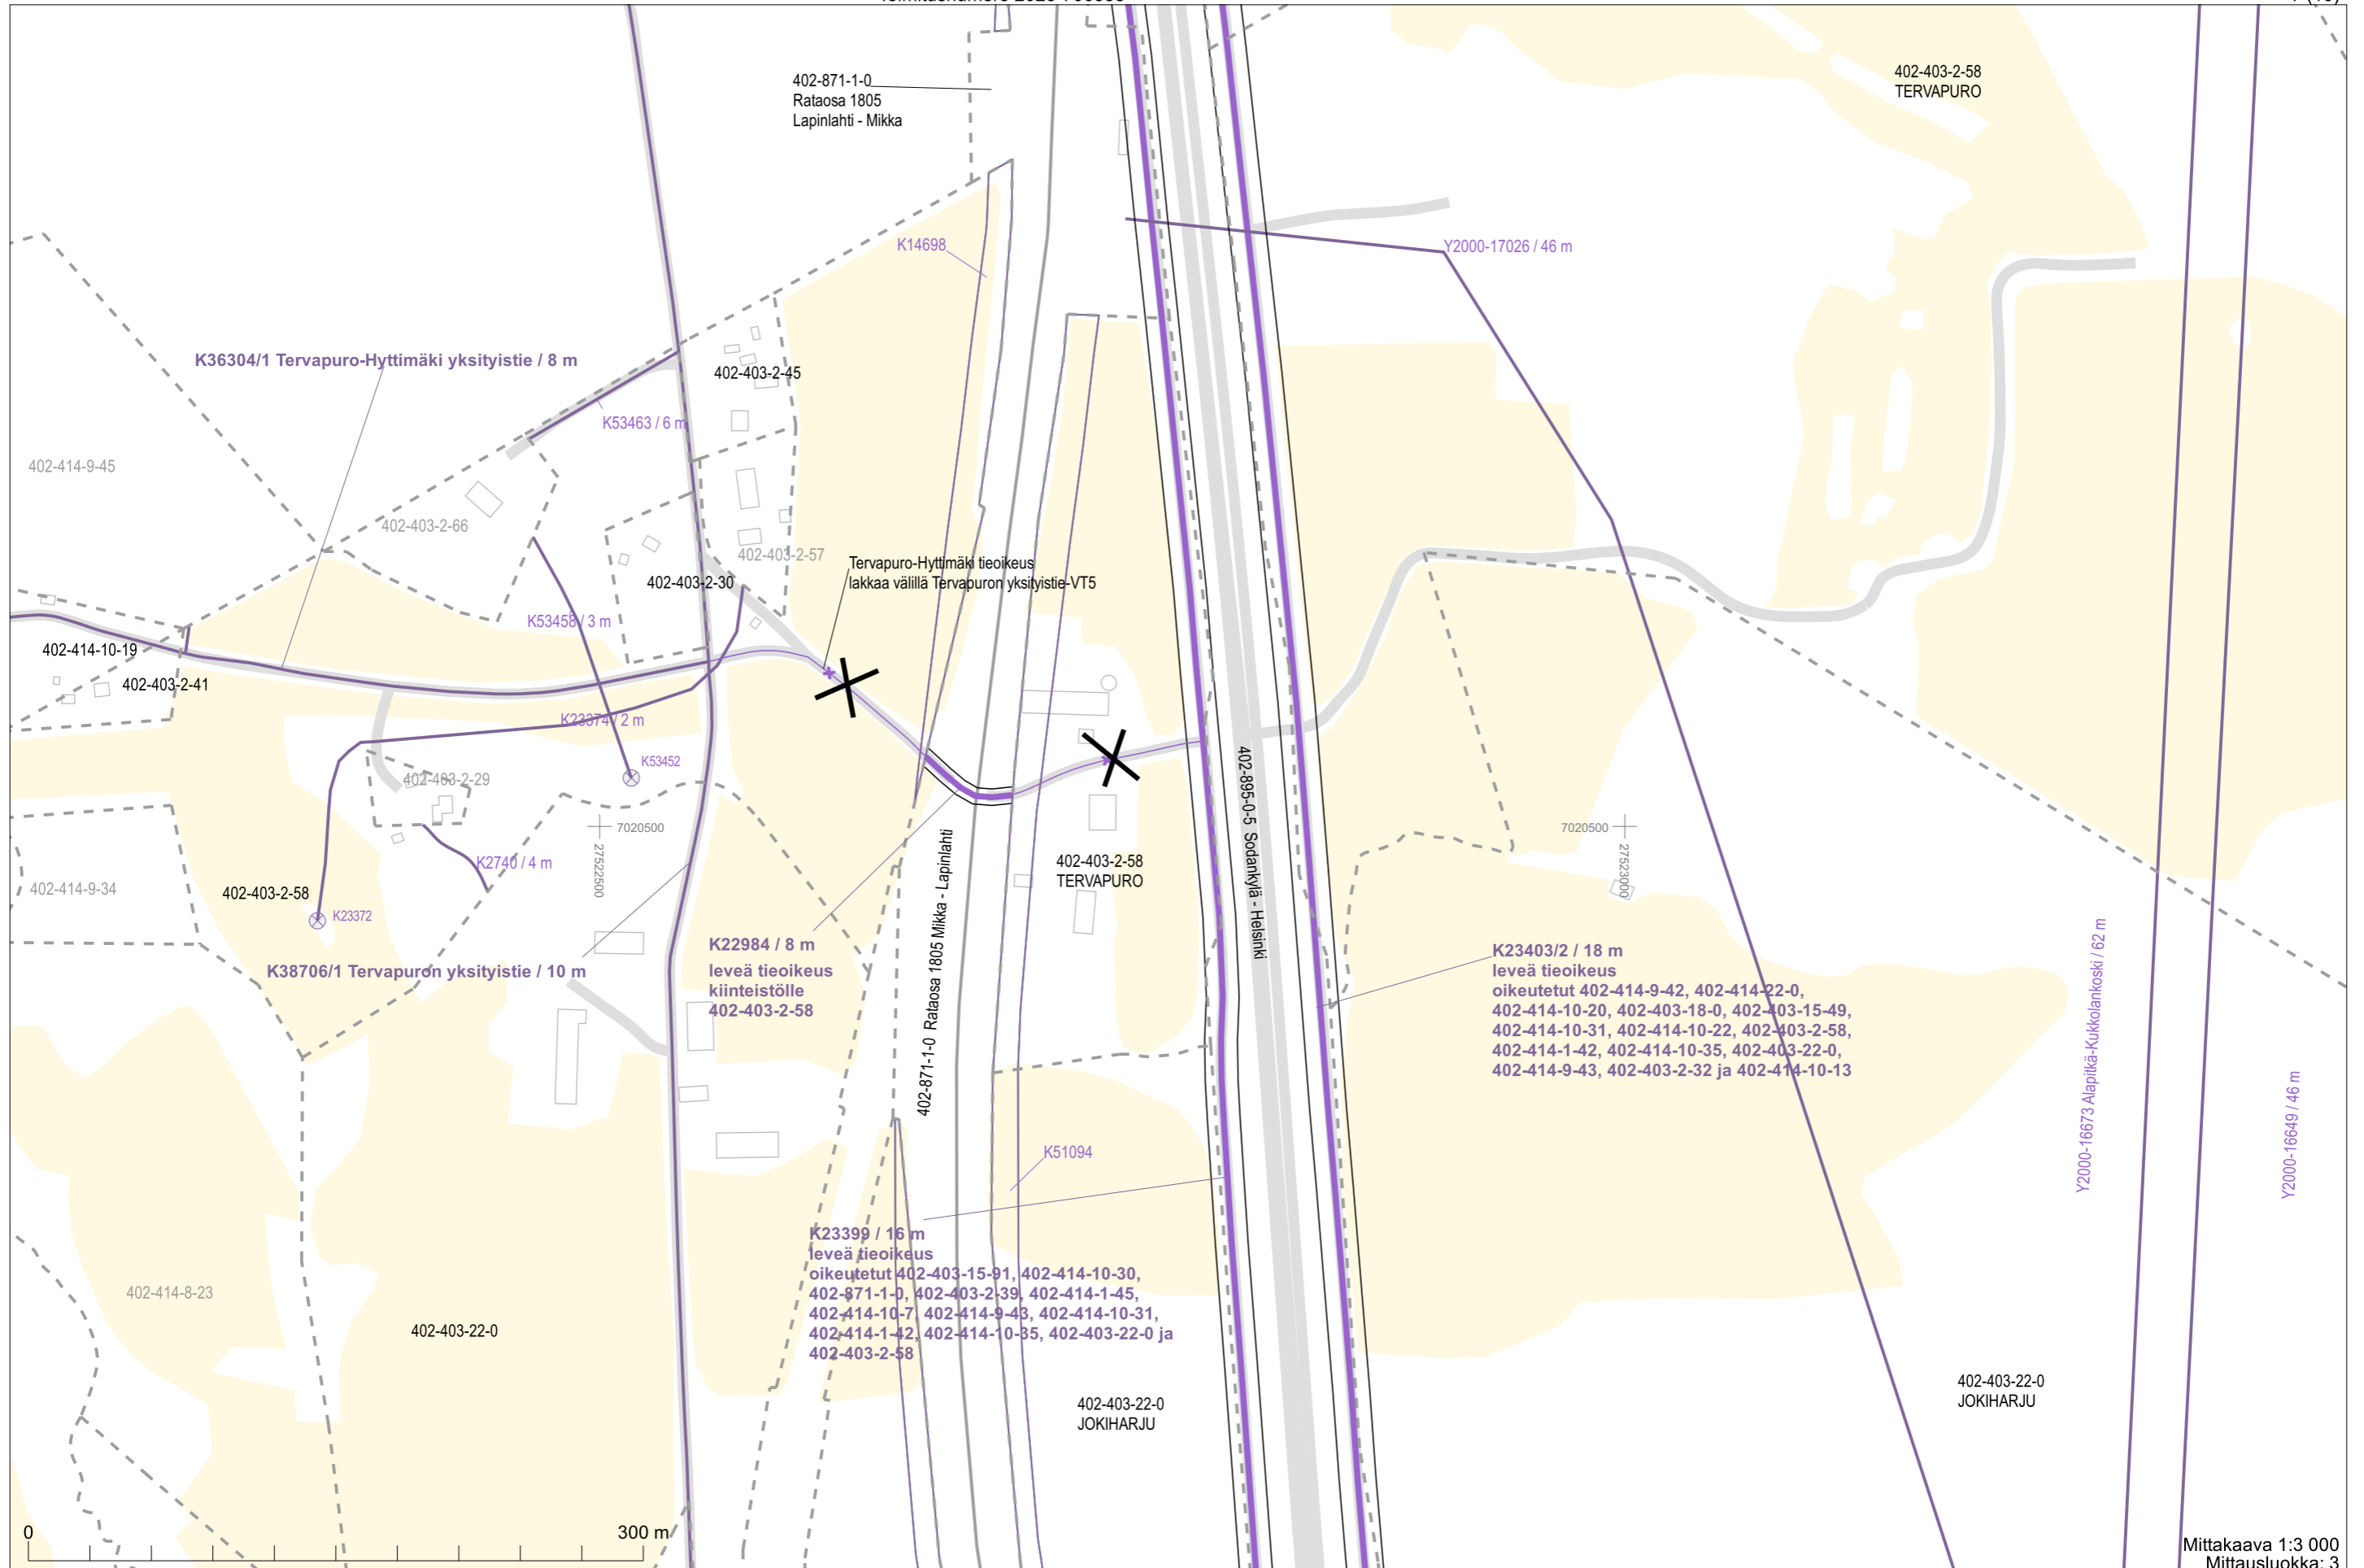 402-871-1-0
Rataosa 1805
Lapinlahti - Mikka
402-403-2-58
TERVAPURO
K14698
Y2000-17026 / 46 m
K36304/1 Tervapuro-Hyttimäki yksityistie / 8 m
402-403-2-45
K53463 / 6 m
402-414-9-45
402-403-2-66
402-403-2-57
Tervapuro-Hyttimäki tieoikeus
lakkaa välillä Tervapuron yksityistie-VT5
402-403-2-30
K53458 / 3 m
402-414-10-19
402-403-2-41
K23374 / 2 m
K53452
402-403-2-29
402-895-0-5 Sodankylä - Helsinki
7020500
27522500
7020500
27523000
K2740 / 4 m
402-414-9-34
402-403-2-58
K23372
402-403-2-58
TERVAPURO
402-871-1-0 Rataosa 1805 Mikka - Lapinlahti
K38706/1 Tervapuron yksityistie / 10 m
K22984 / 8 m
leveä tieoikeus
kiinteistölle
402-403-2-58
K23403/2 / 18 m
leveä tieoikeus
oikeutetut 402-414-9-42, 402-414-22-0,
402-414-10-20, 402-403-18-0, 402-403-15-49,
402-414-10-31, 402-414-10-22, 402-403-2-58,
402-414-1-42, 402-414-10-35, 402-403-22-0,
402-414-9-43, 402-403-2-32 ja 402-414-10-13
Y2000-16673 Alapitkä-Kukkolankoski / 62 m
Y2000-16649 / 46 m
K51094
K23399 / 16 m
leveä tieoikeus
oikeutetut 402-403-15-91, 402-414-10-30,
402-871-1-0, 402-403-2-39, 402-414-1-45,
402-414-10-7, 402-414-9-43, 402-414-10-31,
402-414-1-42, 402-414-10-35, 402-403-22-0 ja
402-403-2-58
402-414-8-23
402-403-22-0
402-403-22-0
JOKIHARJU
402-403-22-0
JOKIHARJU
0
300 m
Mittakaava 1:3 000
Mittausluokka: 3